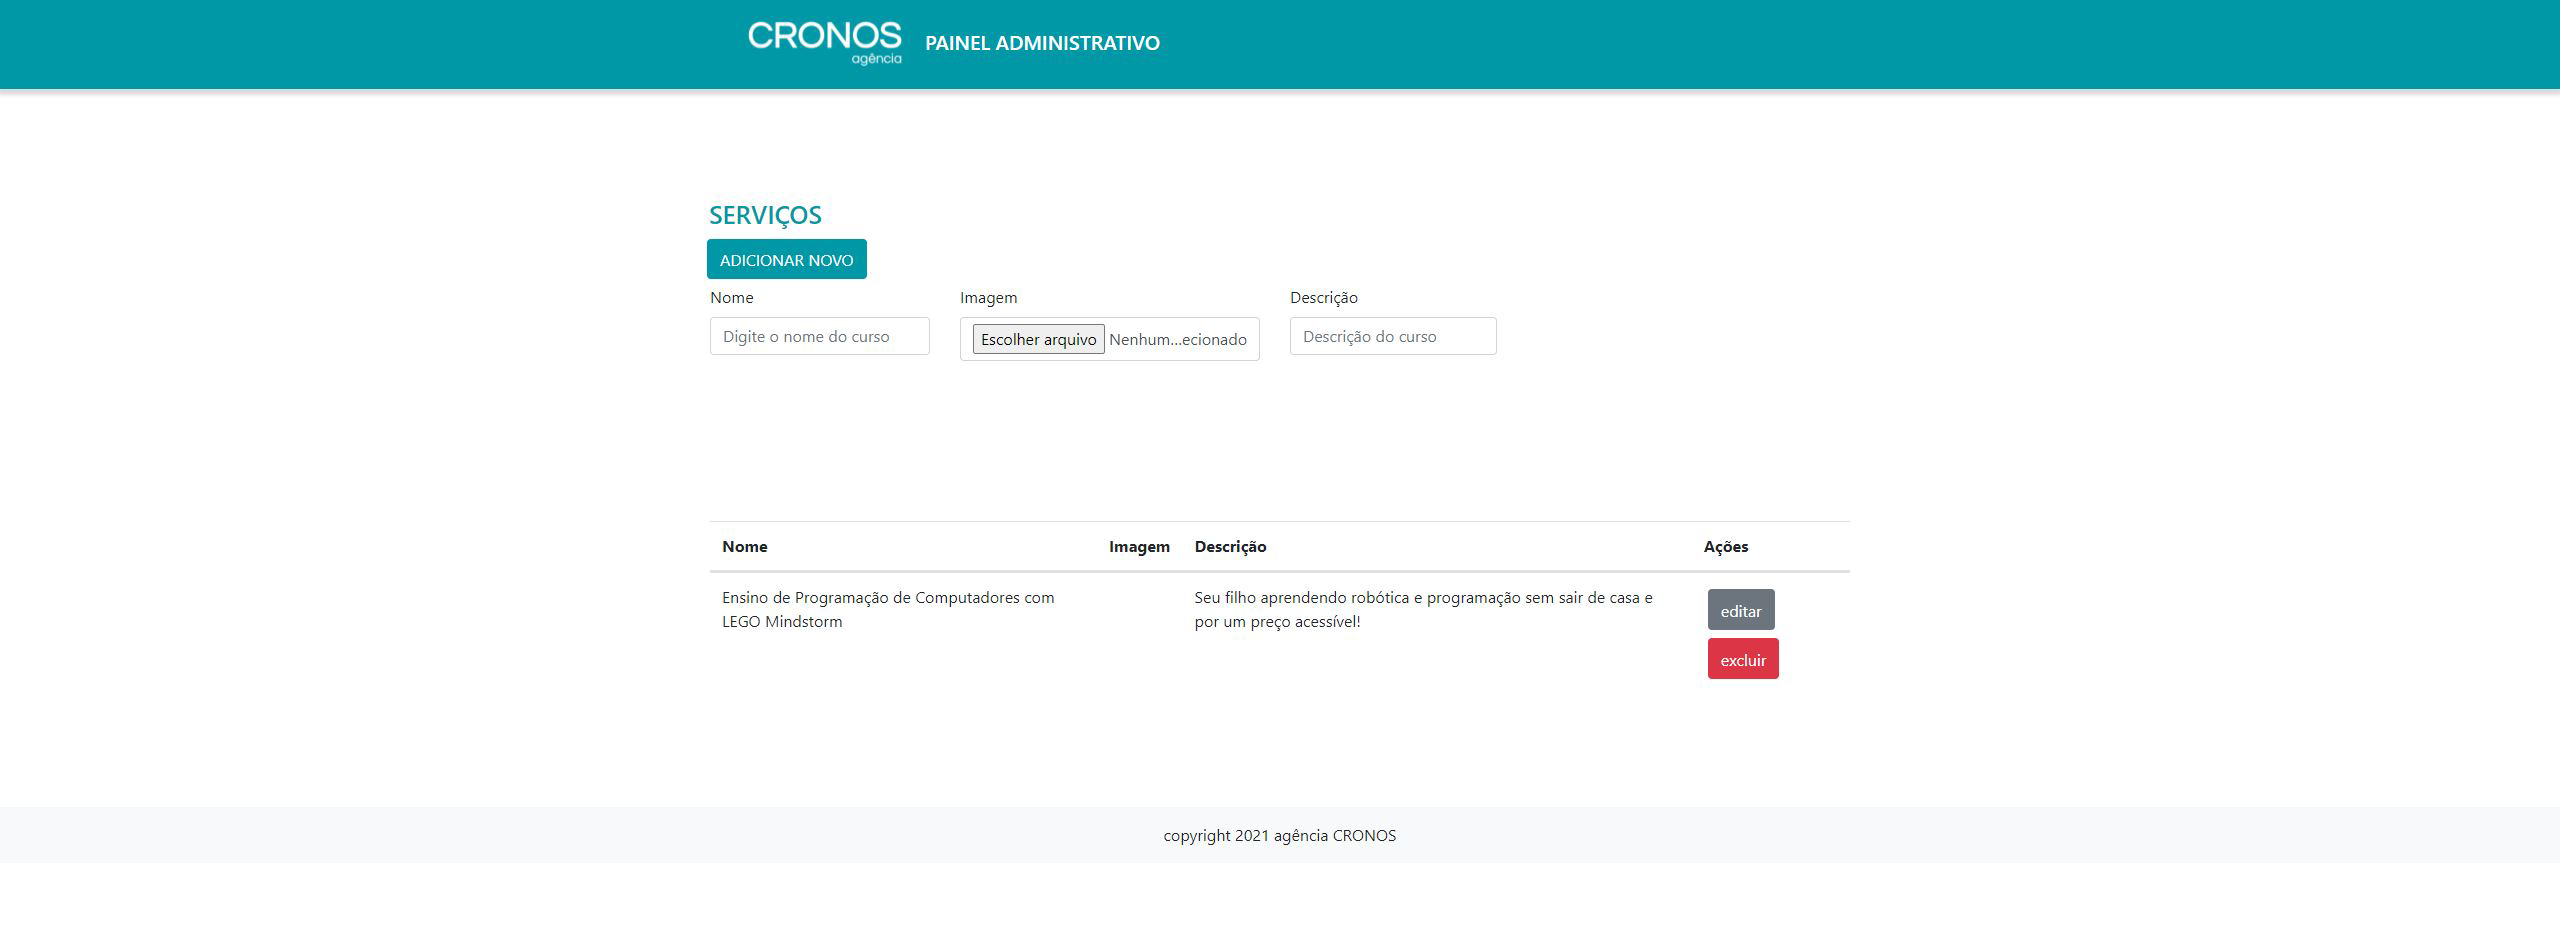 CRONOS
agência
PAINEL ADMINISTRATIVO
SERVIÇOS
ADICIONAR NOVO
Nome
Imagem
Descrição
Digite o nome do curso
Escolher arquivo Nenhum...ecionado
Descrição do curso
Nome
Imagem
Descrição
Ações
Ensino de Programação de Computadores com
LEGO Mindstorm
Seu filho aprendendo robótica e programação sem sair de casa e
por um preço acessível!
editar
excluir
copyright 2021 agência CRONOS